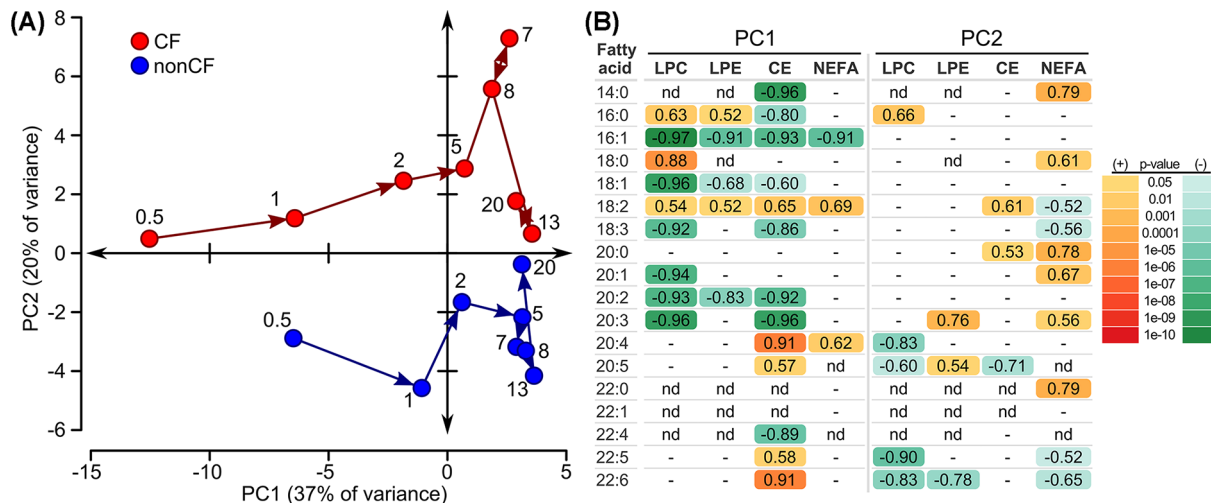 (A)
8
6
4
2
0
-2
-4
-6
PC2 (20% of variance)
CF
nonCF
0.5
1
2
5
7
8
20
13
0.5
1
2
5
7
8
13
20
-15
-10
-5
0
5
PC1 (37% of variance)
(B)
PC1 PC2
Fatty acid LPC LPE CE NEFA LPC LPE CE NEFA
14:0 nd nd -0.96 - nd nd - 0.79
16:0 0.63 0.52 -0.80 - 0.66 - - -
16:1 -0.97 -0.91 -0.93 -0.91 - - - -
18:0 0.88 nd - - - nd - 0.61
18:1 -0.96 -0.68 -0.60 - - - - -
18:2 0.54 0.52 0.65 0.69 - - 0.61 -0.52
18:3 -0.92 - -0.86 - - - - -0.56
20:0 - - - - - - 0.53 0.78
20:1 -0.94 - - - - - - 0.67
20:2 -0.93 -0.83 -0.92 - - - - -
20:3 -0.96 - -0.96 - - 0.76 - 0.56
20:4 - - 0.91 0.62 -0.83 - - -
20:5 - - 0.57 nd -0.60 0.54 -0.71 nd
22:0 nd nd nd - nd nd nd 0.79
22:1 nd nd nd - nd nd nd -
22:4 nd nd -0.89 nd nd nd - nd
22:5 - - 0.58 - -0.90 - - -0.52
22:6 - - 0.91 - -0.83 -0.78 - -0.65
(+) p-value (-)
0.05
0.01
0.001
0.0001
1e-05
1e-06
1e-07
1e-08
1e-09
1e-10